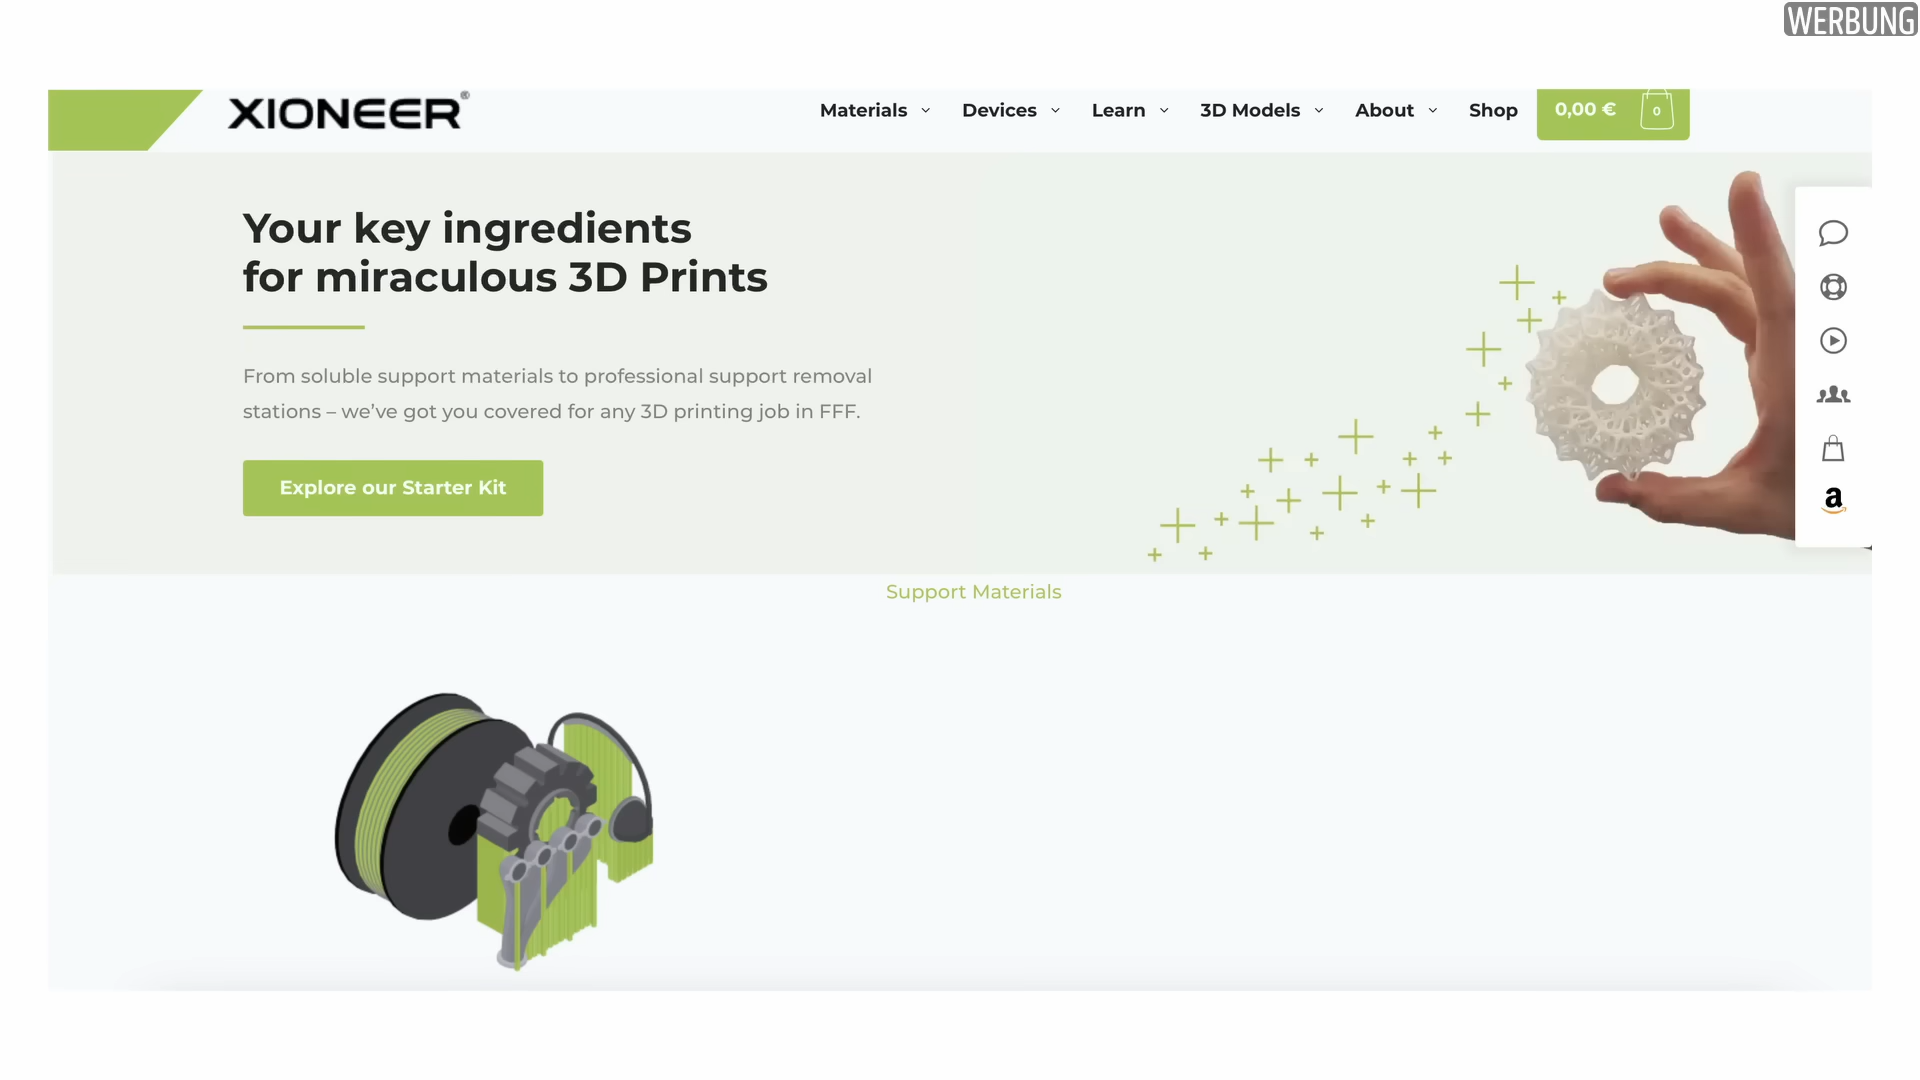 WERBUNG
XIONEER®
Materials
Devices
Learn
3D Models
About
Shop
0,00 €
0
Your key ingredients
for miraculous 3D Prints
From soluble support materials to professional support removal
stations – we’ve got you covered for any 3D printing job in FFF.
Explore our Starter Kit
a
Support Materials